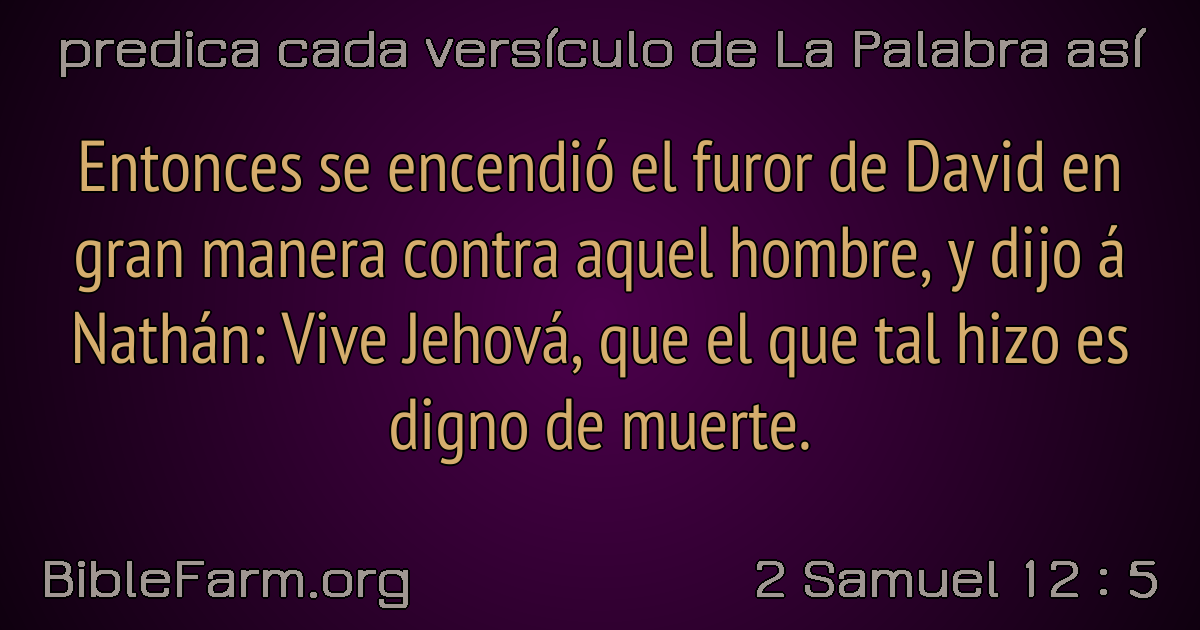 predica cada versículo de La Palabra así
Entonces se encendió el furor de David en
gran manera contra aquel hombre, y dijo á
Nathán: Vive Jehová, que el que tal hizo es
digno de muerte.
BibleFarm.org
2 Samuel 12 : 5